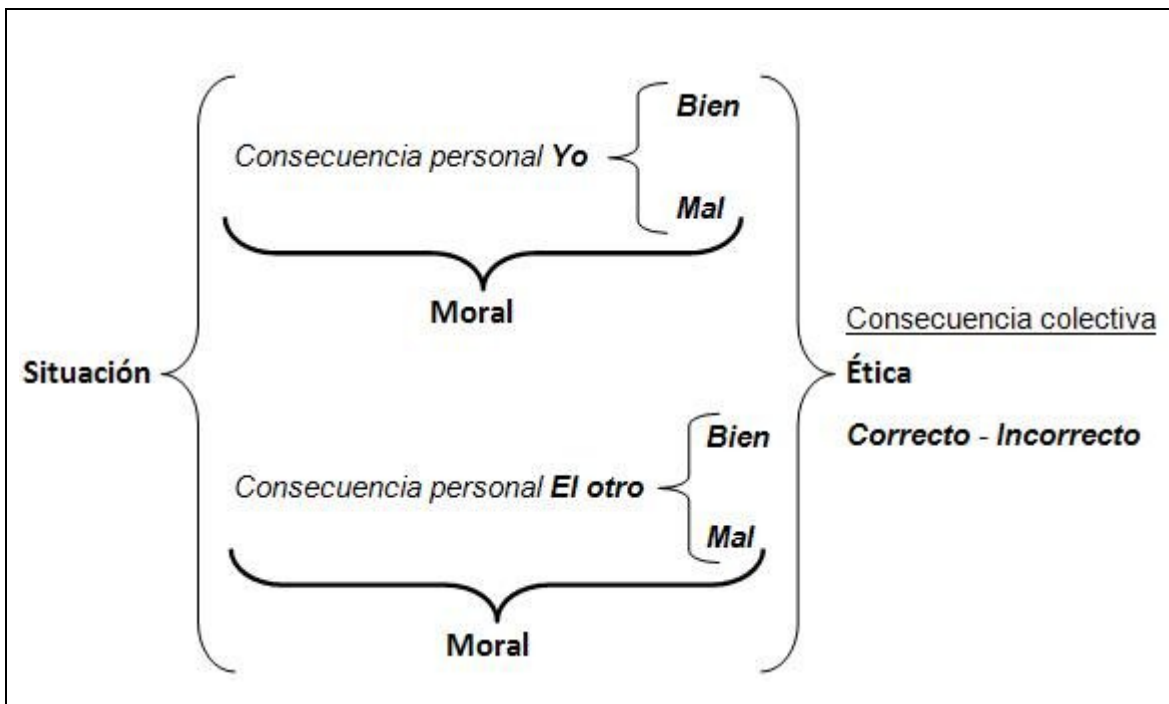 Bien
Consecuencia personal Yo
Mal
Moral
Situación
Bien
Consecuencia personal El otro
Mal
Moral
Consecuencia colectiva
Ética
Correcto - Incorrecto